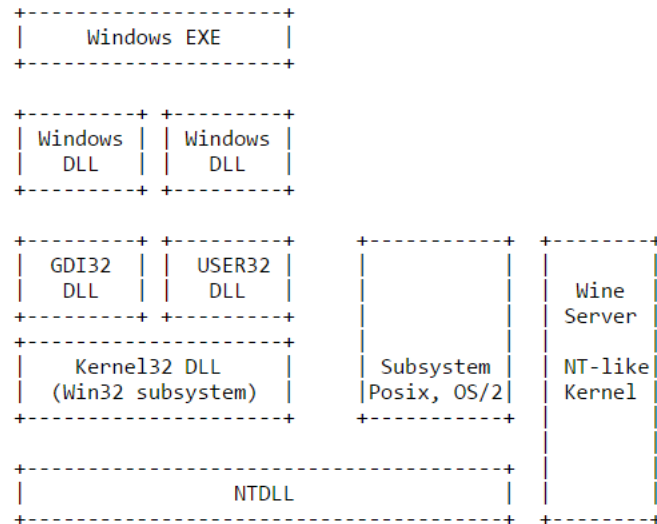 Windows EXE
Windows Windows
DLL DLL
GDI32 USER32
DLL DLL Wine
Server
Kernel32 DLL Subsystem NT-like
(Win32 subsystem) Posix, OS/2 Kernel
NTDLL